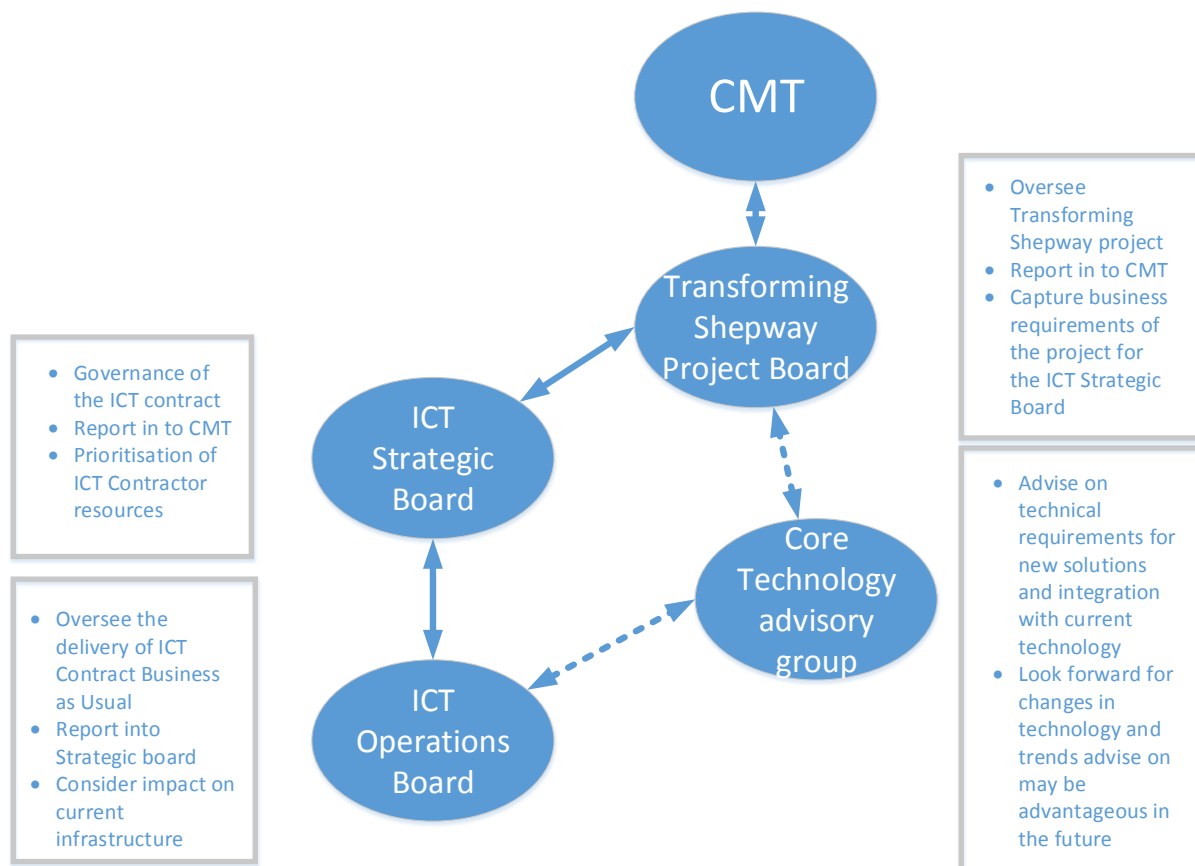 CMT
Transforming
Shepway
Project Board
ICT
Strategic
Board
Core
Technology
advisory
group
ICT
Operations
Board
• Governance of
the ICT contract
• Report in to CMT
• Prioritisation of
ICT Contractor
resources
• Oversee the
delivery of ICT
Contract Business
as Usual
• Report into
Strategic board
• Consider impact on
current
infrastructure
• Oversee
Transforming
Shepway project
• Report in to CMT
• Capture business
requirements of
the project for
the ICT Strategic
Board
• Advise on
technical
requirements for
new solutions
and integration
with current
technology
• Look forward for
changes in
technology and
trends advise on
may be
advantageous in
the future